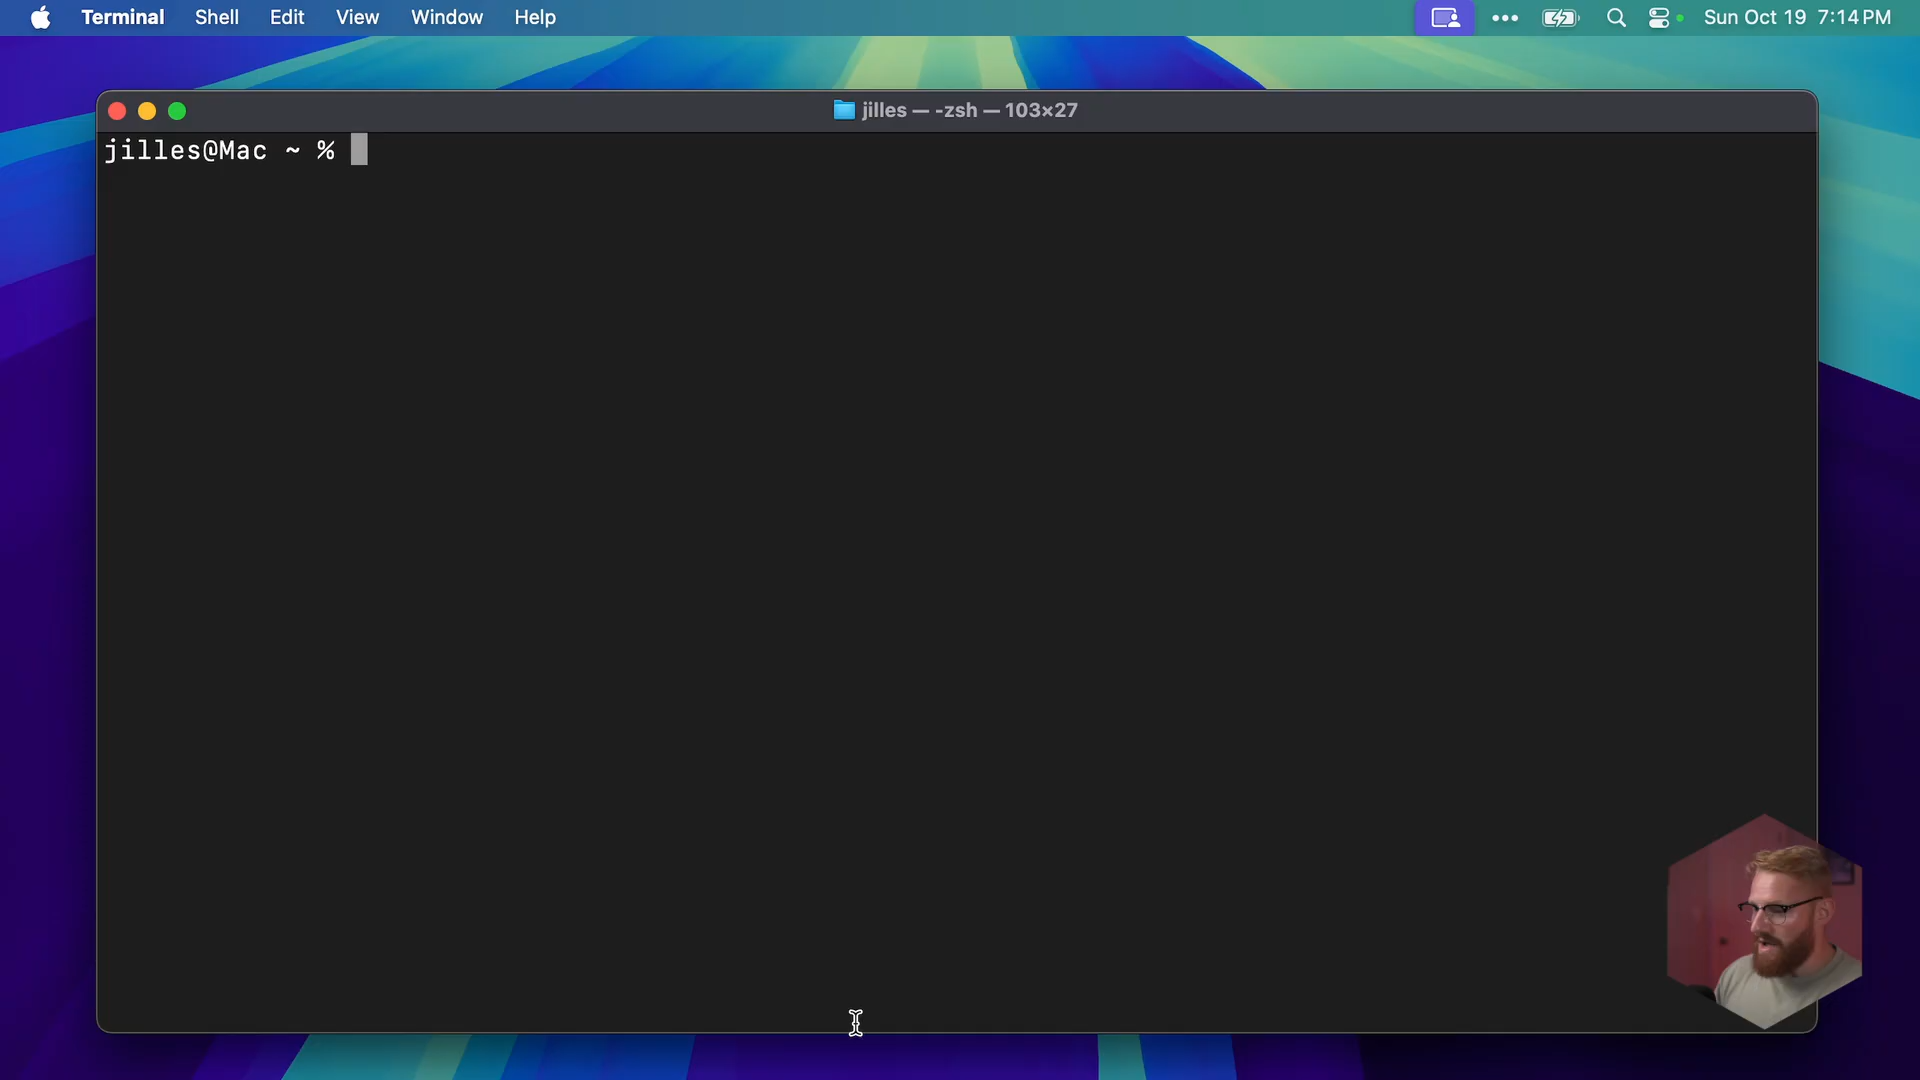 Terminal Shell Edit View Window Help Sun Oct 19 7:14 PM
jilles — -zsh — 103×27
jilles@Mac ~ %